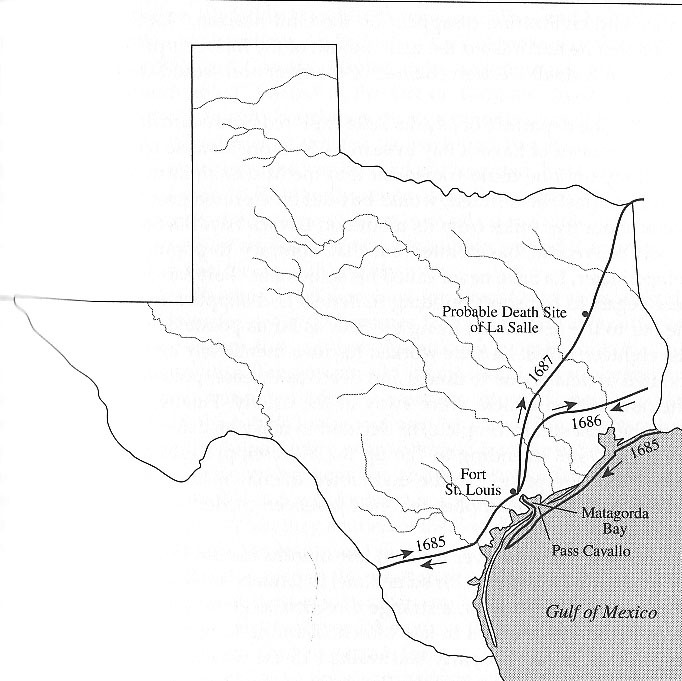 Probable Death Site
of La Salle
1687
1686
1685
Fort
St. Louis
Matagorda
Bay
Pass Cavallo
1685
Gulf of Mexico